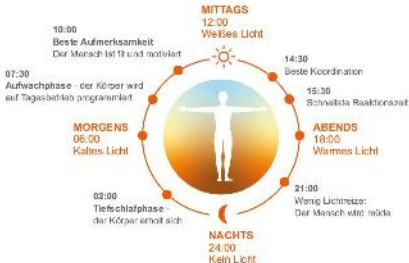 MITTAGS
12:00
Weißes Licht
10:00
Beste Aufmerksamkeit
Der Mensch ist fit und motiviert
14:30
Beste Koordination
07:30
Aufwachphase - der Körper wird
auf Tagesbetrieb programmiert
15:30
Schnellste Reaktionszeit
MORGENS
06:00
Kaltes Licht
ABENDS
18:00
Warmes Licht
02:00
Tiefschlafphase -
der Körper erholt sich
21:00
Wenig Lichtreize:
Der Mensch wird müde
NACHTS
24:00
Kein Licht